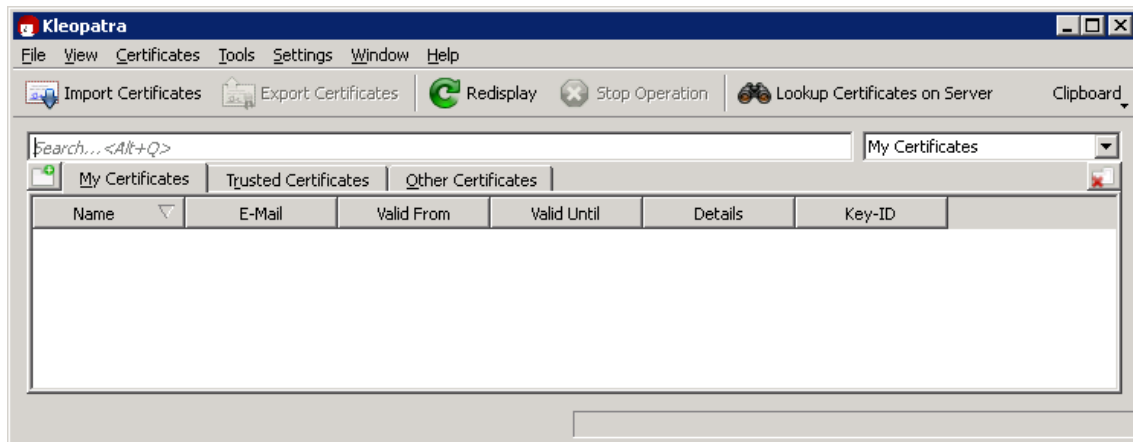 Kleopatra
File View Certificates Tools Settings Window Help
Import Certificates Export Certificates Redisplay Stop Operation Lookup Certificates on Server Clipboard
Search...<Alt+Q> My Certificates
My Certificates Trusted Certificates Other Certificates
Name E-Mail Valid From Valid Until Details Key-ID